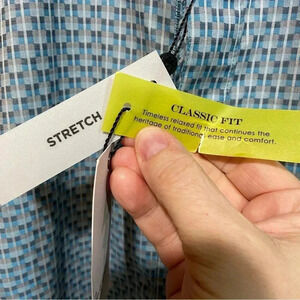 STRETCH
CLASSIC FIT
Timeless relaxed fit that continues the
heritage of traditional ease and comfort.